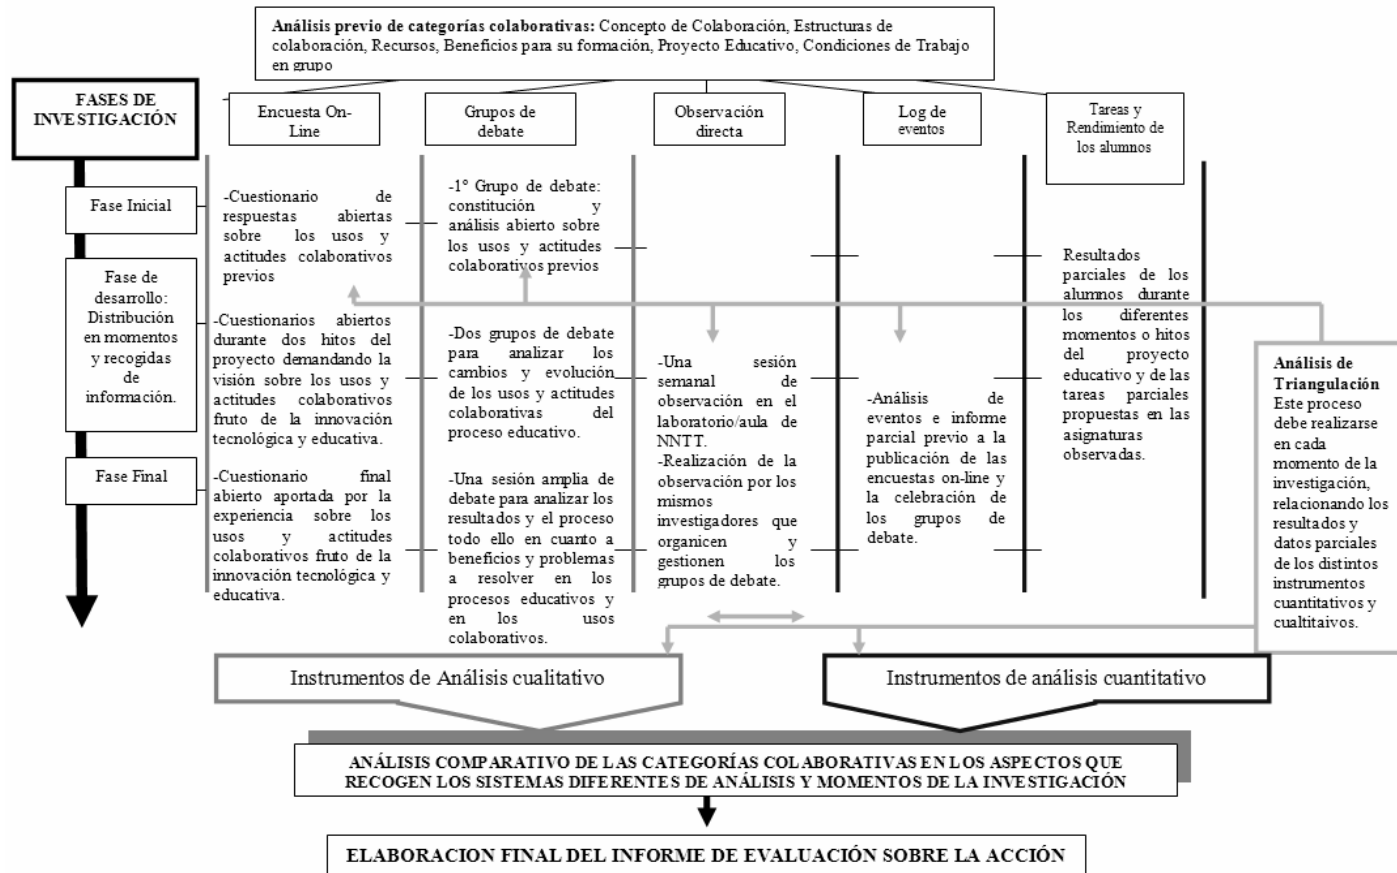 Análisis previo de categorías colaborativas: Concepto de Colaboración, Estructuras de
colaboración, Recursos, Beneficios para su formación, Proyecto Educativo, Condiciones de Trabajo
en grupo
FASES DE
INVESTIGACIÓN
Encuesta On-
Line
Grupos de
debate
Observación
directa
Log de
eventos
Tareas y
Rendimiento de
los alumnos
Fase Inicial
-Cuestionario de
respuestas abiertas
sobre los usos y
actitudes colaborativos
previos
-1° Grupo de debate:
constitución y
análisis abierto sobre
los usos y actitudes
colaborativos previos
Fase de
desarrollo:
Distribución
en momentos
y recogidas
de
información.
-Cuestionarios abiertos
durante dos hitos del
proyecto demandando la
visión sobre los usos y
actitudes colaborativos
fruto de la innovación
tecnológica y educativa.
-Dos grupos de debate
para analizar los
cambios y evolución
de los usos y actitudes
colaborativas del
proceso educativo.
-Una sesión
semanal de
observación en el
laboratorio/aula de
NNTT.
-Realización de la
observación por los
mismos
investigadores que
organicen y
gestionen los
grupos de debate.
-Análisis de
eventos e informe
parcial previo a la
publicación de las
encuestas on-line y
la celebración de
los grupos de
debate.
Resultados
parciales de los
alumnos durante
los diferentes
momentos o hitos
del proyecto
educativo y de las
tareas parciales
propuestas en las
asignaturas
observadas.
Fase Final
-Cuestionario final
abierto aportada por la
experiencia sobre los
usos y actitudes
colaborativos fruto de la
innovación tecnológica y
educativa.
-Una sesión amplia de
debate para analizar los
resultados y el proceso
todo ello en cuanto a
beneficios y problemas
a resolver en los
procesos educativos y
en los usos
colaborativos.
Análisis de
Triangulación
Este proceso
debe realizarse
en cada
momento de la
investigación,
relacionando los
resultados y
datos parciales
de los distintos
instrumentos
cuantitativos y
cualtitaivos.
Instrumentos de Análisis cualitativo
Instrumentos de análisis cuantitativo
ANÁLISIS COMPARATIVO DE LAS CATEGORÍAS COLABORATIVAS EN LOS ASPECTOS QUE
RECOGEN LOS SISTEMAS DIFERENTES DE ANÁLISIS Y MOMENTOS DE LA INVESTIGACIÓN
ELABORACION FINAL DEL INFORME DE EVALUACIÓN SOBRE LA ACCIÓN